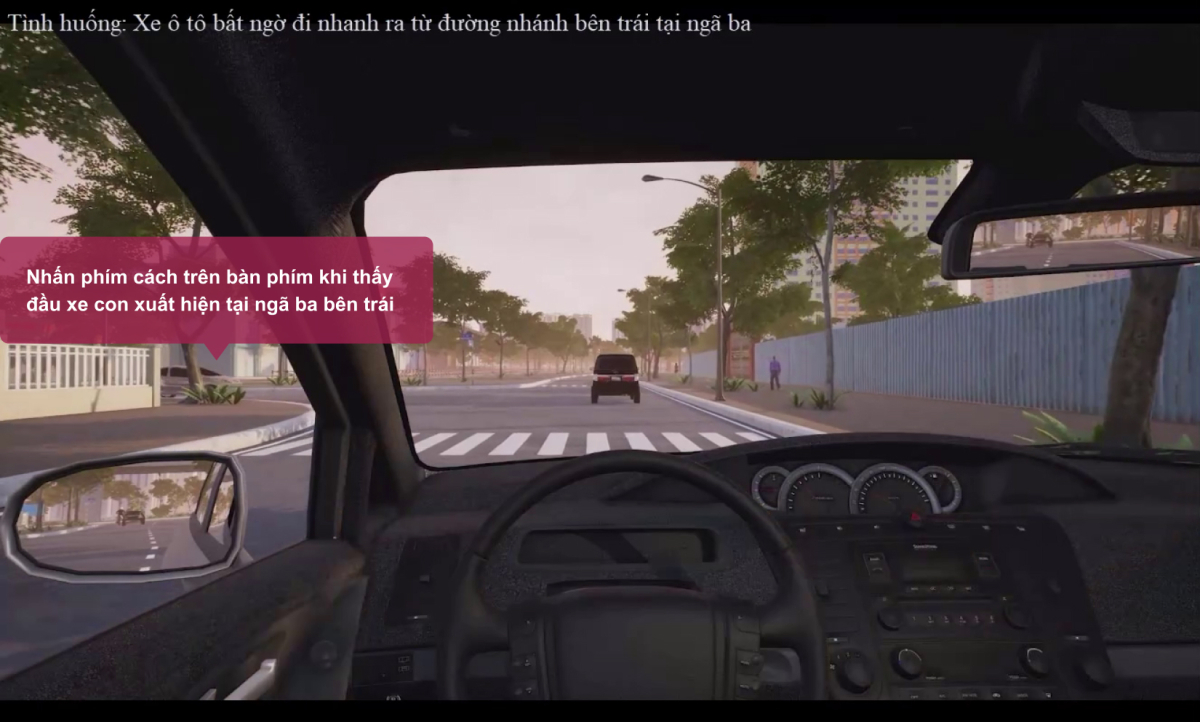 Tình huống: Xe ô tô bất ngờ đi nhanh ra từ đường nhánh bên trái tại ngã ba
Nhấn phím cách trên bàn phím khi thấy
đầu xe con xuất hiện tại ngã ba bên trái